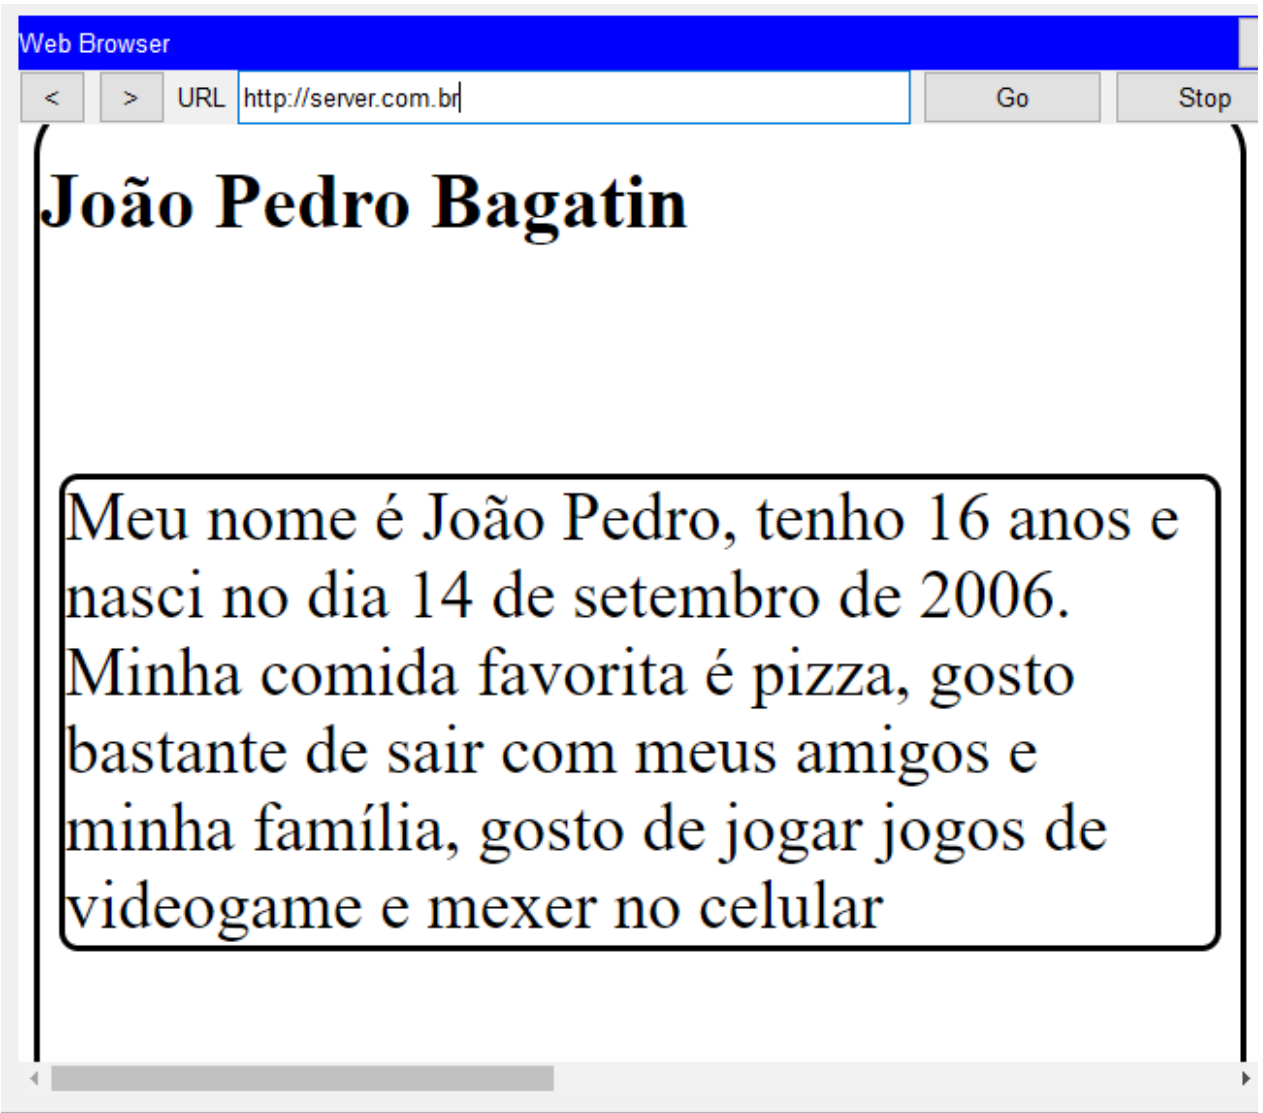 Web Browser
< > URL http://server.com.br Go Stop
João Pedro Bagatin
Meu nome é João Pedro, tenho 16 anos e
nasci no dia 14 de setembro de 2006.
Minha comida favorita é pizza, gosto
bastante de sair com meus amigos e
minha família, gosto de jogar jogos de
videogame e mexer no celular